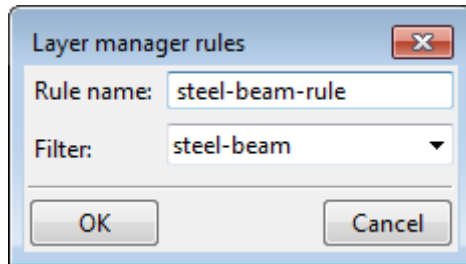 Layer manager rules
Rule name: steel-beam-rule
Filter: steel-beam
OK Cancel